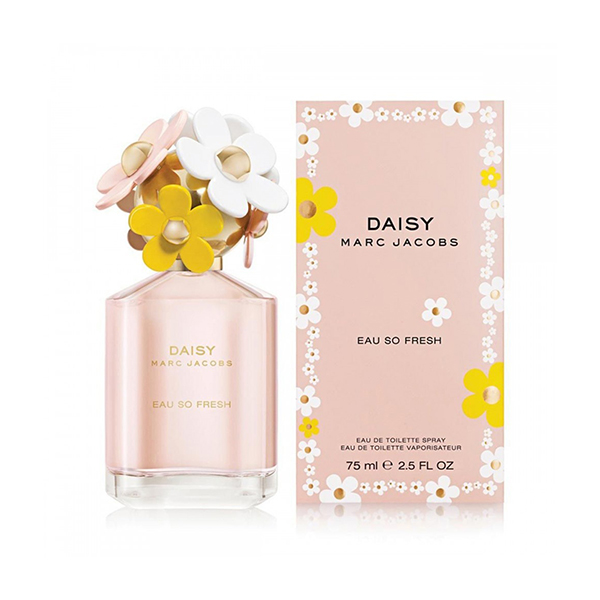 DAISY
MARC JACOBS
EAU SO FRESH
DAISY
MARC JACOBS
EAU SO FRESH
EAU DE TOILETTE SPRAY
EAU DE TOILETTE VAPORISATEUR
75 ml ℮ 2.5 FL OZ